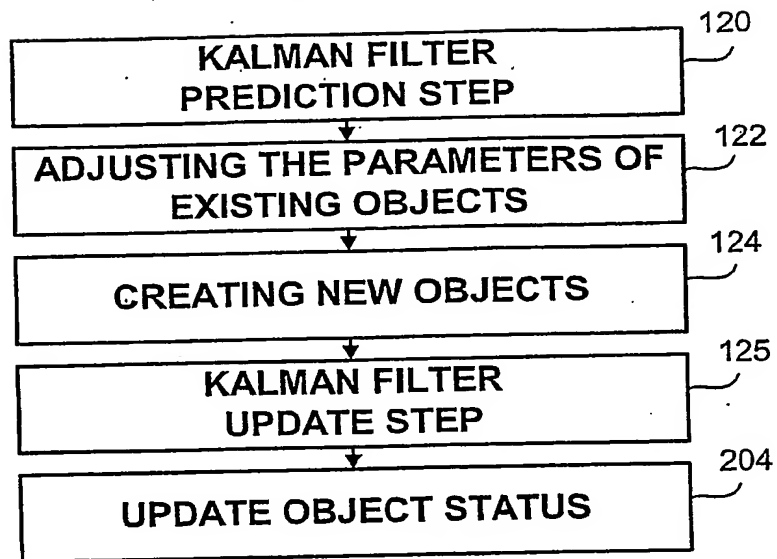 120
KALMAN FILTER
PREDICTION STEP
122
ADJUSTING THE PARAMETERS OF
EXISTING OBJECTS
124
CREATING NEW OBJECTS
125
KALMAN FILTER
UPDATE STEP
204
UPDATE OBJECT STATUS